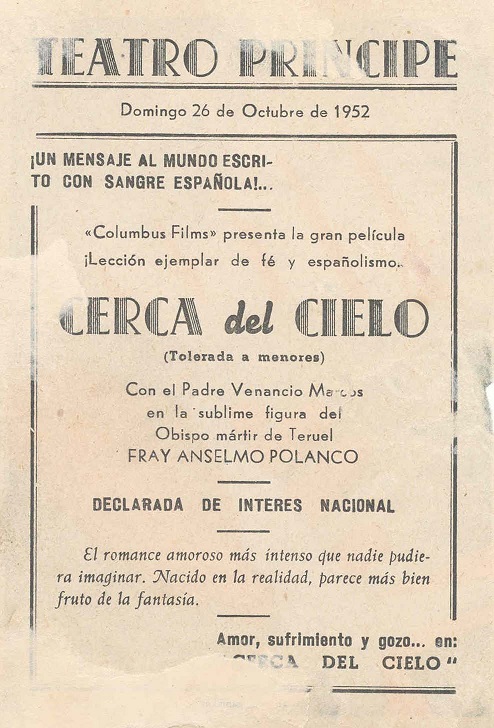 TEATRO PRINCIPE
Domingo 26 de Octubre de 1952
¡UN MENSAJE AL MUNDO ESCRI-
TO CON SANGRE ESPAÑOLA!...
«Columbus Films» presenta la gran película
¡Lección ejemplar de fé y españolismo..
CERCA del CIELO
(Tolerada a menores)
Con el Padre Venancio Marcos
en la sublime figura del
Obispo mártir de Teruel
FRAY ANSELMO POLANCO
DECLARADA DE INTERES NACIONAL
El romance amoroso más intenso que nadie pudie-
ra imaginar. Nacido en la realidad, parece más bien
fruto de la fantasía.
Amor, sufrimiento y gozo... en:
"CERCA DEL CIELO"